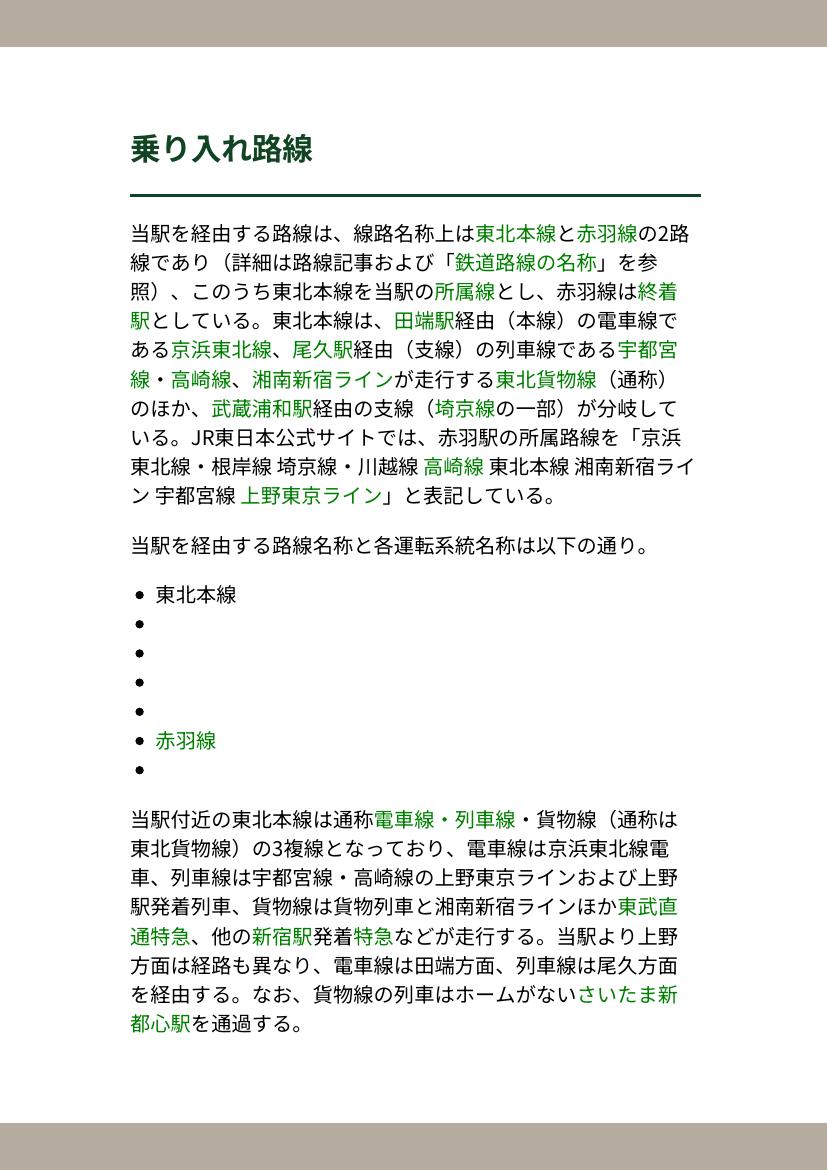 乗り入れ路線
当駅を経由する路線は、線路名称上は東北本線と赤羽線の2路
線であり（詳細は路線記事および「鉄道路線の名称」を参
照）、このうち東北本線を当駅の所属線とし、赤羽線は終着
駅としている。東北本線は、田端駅経由（本線）の電車線で
ある京浜東北線、尾久駅経由（支線）の列車線である宇都宮
線・高崎線、湘南新宿ラインが走行する東北貨物線（通称）
のほか、武蔵浦和駅経由の支線（埼京線の一部）が分岐して
いる。JR東日本公式サイトでは、赤羽駅の所属路線を「京浜
東北線・根岸線 埼京線・川越線 高崎線 東北本線 湘南新宿ライ
ン 宇都宮線 上野東京ライン」と表記している。
当駅を経由する路線名称と各運転系統名称は以下の通り。
• 東北本線
•
•
•
•
• 赤羽線
•
当駅付近の東北本線は通称電車線・列車線・貨物線（通称は
東北貨物線）の3複線となっており、電車線は京浜東北線電
車、列車線は宇都宮線・高崎線の上野東京ラインおよび上野
駅発着列車、貨物線は貨物列車と湘南新宿ラインほか東武直
通特急、他の新宿駅発着特急などが走行する。当駅より上野
方面は経路も異なり、電車線は田端方面、列車線は尾久方面
を経由する。なお、貨物線の列車はホームがないさいたま新
都心駅を通過する。